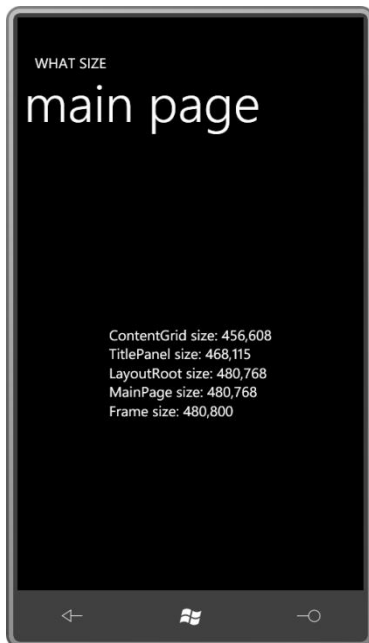 WHAT SIZE
main page
ContentGrid size: 456,608
TitlePanel size: 468,115
LayoutRoot size: 480,768
MainPage size: 480,768
Frame size: 480,800